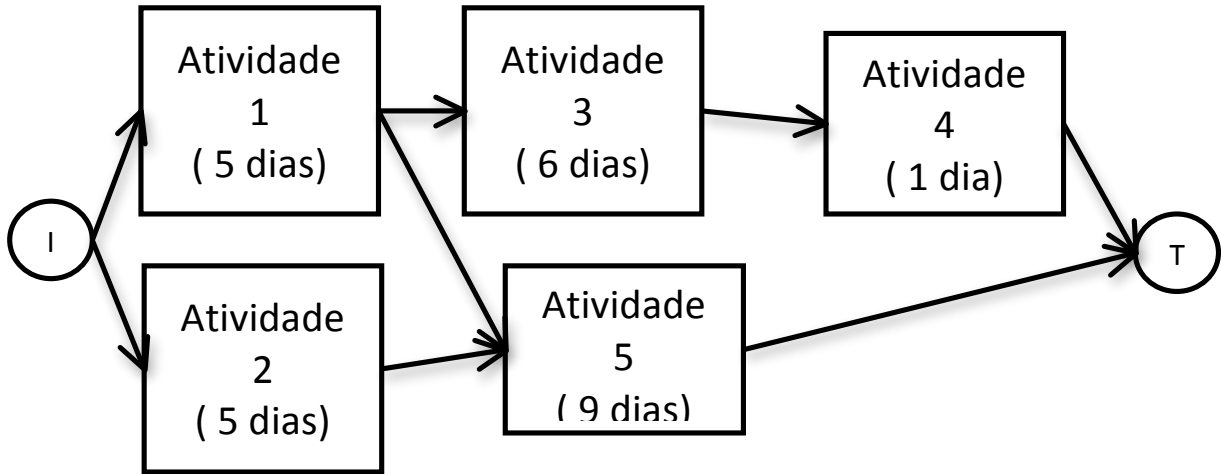 Atividade
1
( 5 dias)
Atividade
3
( 6 dias)
Atividade
4
( 1 dia)
I
T
Atividade
2
( 5 dias)
Atividade
5
( 9 dias)